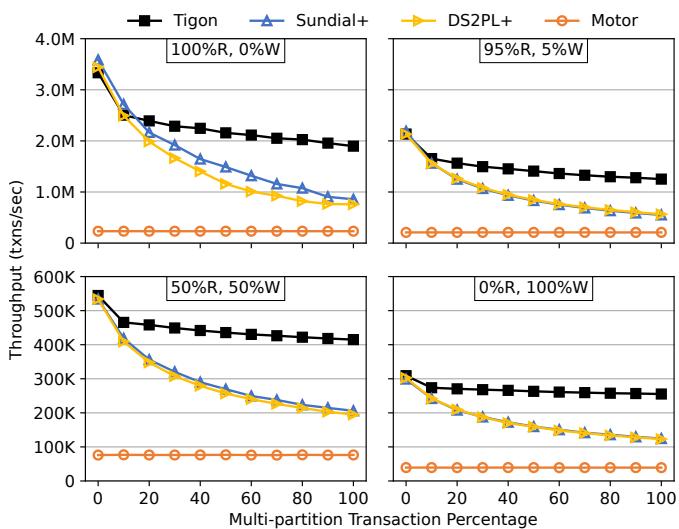 Tigon Sundial+ DS2PL+ Motor
4.0M
3.0M
2.0M
1.0M
0
100%R, 0%W
95%R, 5%W
600K
500K
400K
300K
200K
100K
0
50%R, 50%W
0%R, 100%W
0 20 40 60 80 100
0 20 40 60 80 100
Throughput (txns/sec)
Multi-partition Transaction Percentage